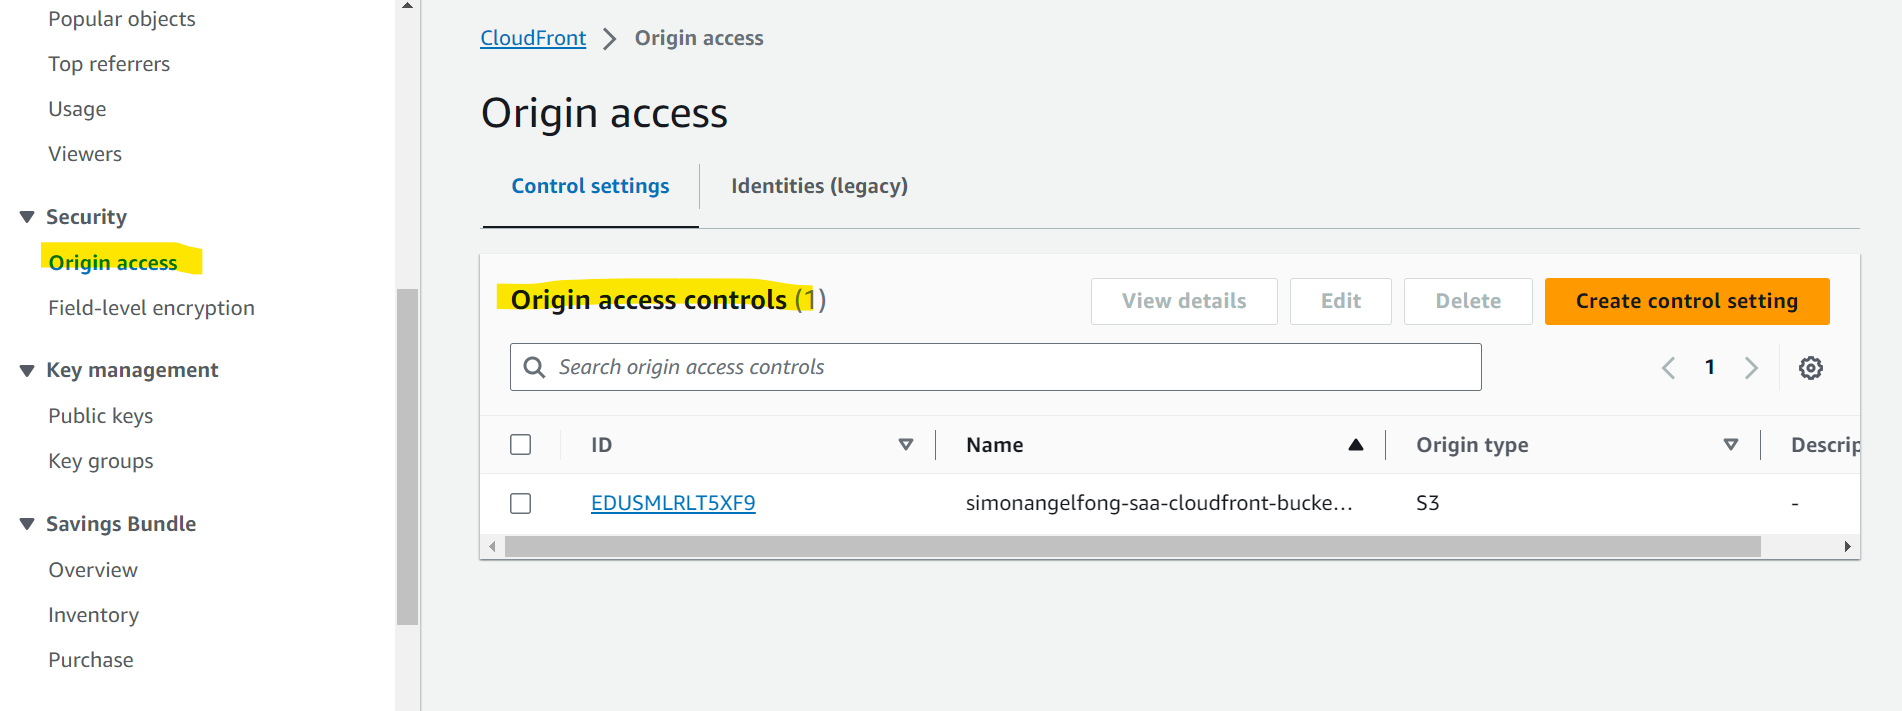 Popular objects
Top referrers
Usage
Viewers
Security
Origin access
Field-level encryption
Key management
Public keys
Key groups
Savings Bundle
Overview
Inventory
Purchase
CloudFront > Origin access
Origin access
Control settings
Identities (legacy)
Origin access controls (1)
View details
Edit
Delete
Create control setting
Search origin access controls
1
ID
Name
Origin type
Descrip
EDUSMLRLT5XF9
simonangelfong-saa-cloudfront-bucke...
S3
-